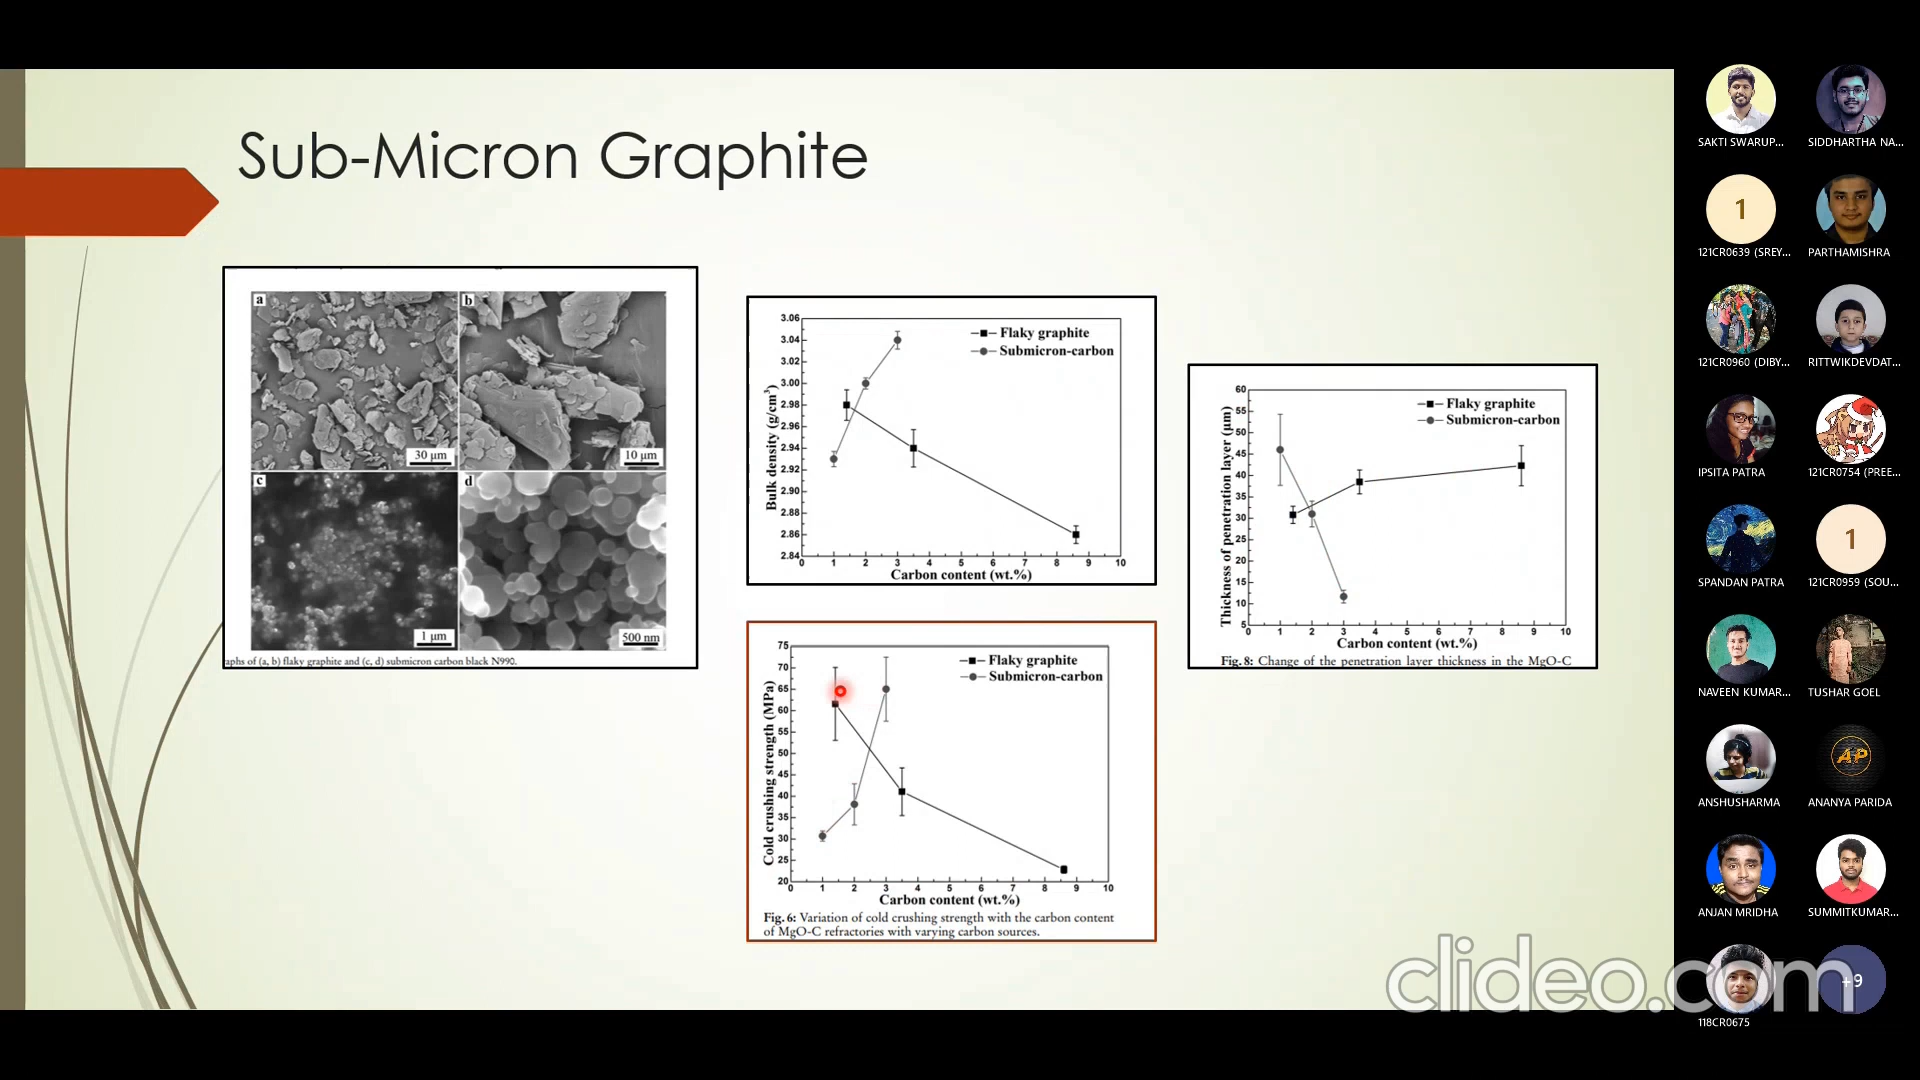 Sub-Micron Graphite
a
b
30 μm
10 μm
c
d
1 μm
500 nm
aphs of (a, b) flaky graphite and (c, d) submicron carbon black N990.
3.06
3.04
3.02
3.00
2.98
2.94
2.92
2.90
2.88
2.86
2.84
Bulk density (g/cm³)
Flaky graphite
Submicron-carbon
0 1 2 3 4 5 6 7 8 9 10
Carbon content (wt.%)
75
70
65
60
55
50
45
40
35
30
25
20
Cold crushing strength (MPa)
Flaky graphite
Submicron-carbon
0 1 2 3 4 5 6 7 8 9 10
Carbon content (wt.%)
Fig. 6: Variation of cold crushing strength with the carbon content
of MgO-C refractories with varying carbon sources.
60
55
50
45
40
35
30
25
20
15
10
5
Thickness of penetration layer (μm)
Flaky graphite
Submicron-carbon
0 1 2 3 4 5 6 7 8 9 10
Carbon content (wt.%)
Fig. 8: Change of the penetration layer thickness in the MgO-C
SAKTI SWARUP...
SIDDHARTHA NA...
1
121CR0639 (SREY...
PARTHAMISHRA
121CR0960 (DIBY...
RITTWIKDEVDAT...
IPSITA PATRA
121CR0754 (PREE...
SPANDAN PATRA
1
121CR0959 (SOU...
NAVEEN KUMAR...
TUSHAR GOEL
ANSHUSHARMA
AP
ANANYA PARIDA
ANJAN MRIDHA
SUMMITKUMAR...
118CR0675
+9
clideo.com